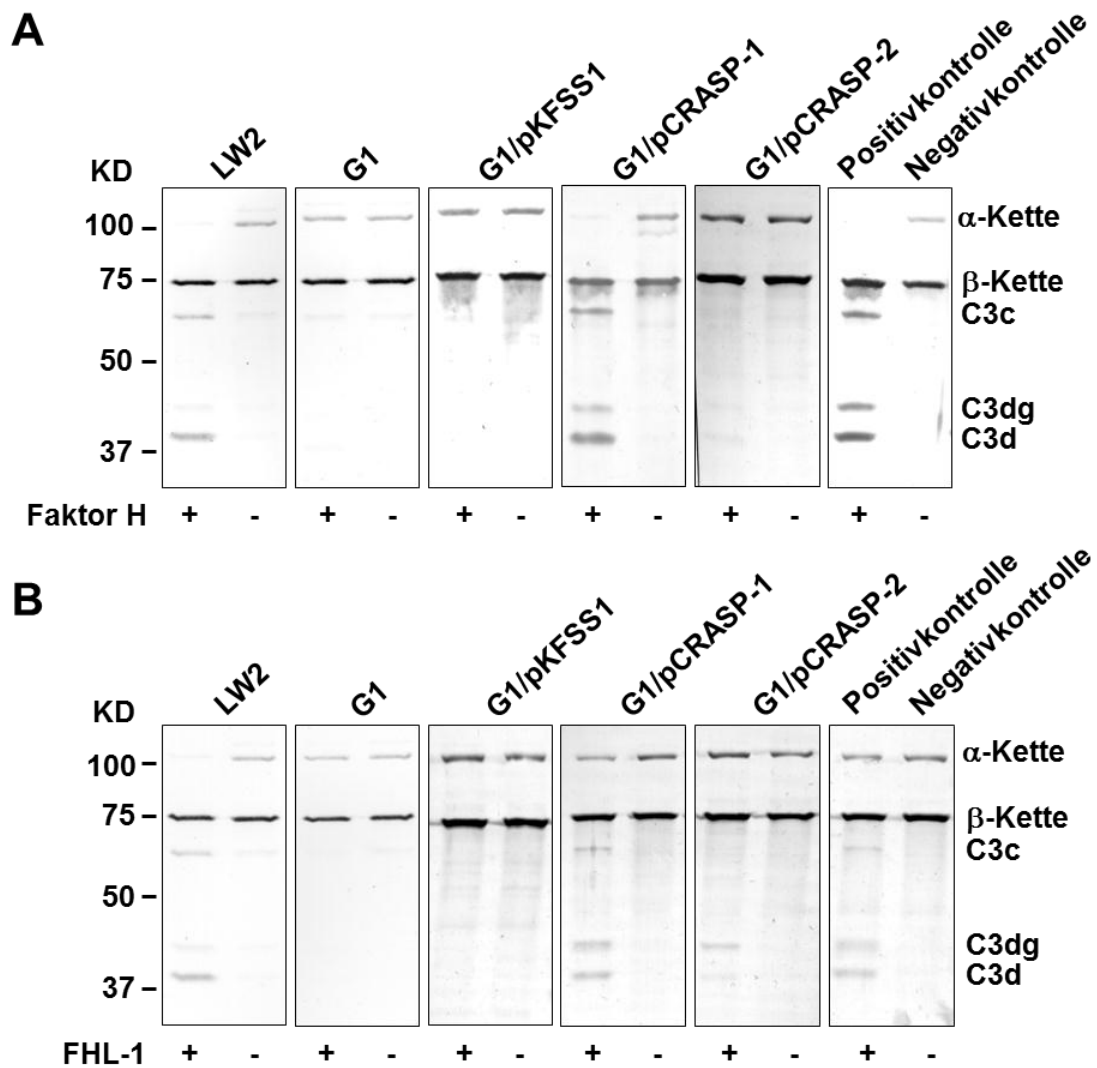 A
LW2
G1
G1/pKFSS1
G1/pCRASP-1
G1/pCRASP-2
Positivkontrolle
Negativkontrolle
KD
100
75
50
37
α-Kette
β-Kette
C3c
C3dg
C3d
Faktor H + - + - + - + - + - + -
B
LW2
G1
G1/pKFSS1
G1/pCRASP-1
G1/pCRASP-2
Positivkontrolle
Negativkontrolle
KD
100
75
50
37
α-Kette
β-Kette
C3c
C3dg
C3d
FHL-1 + - + - + - + - + - + -